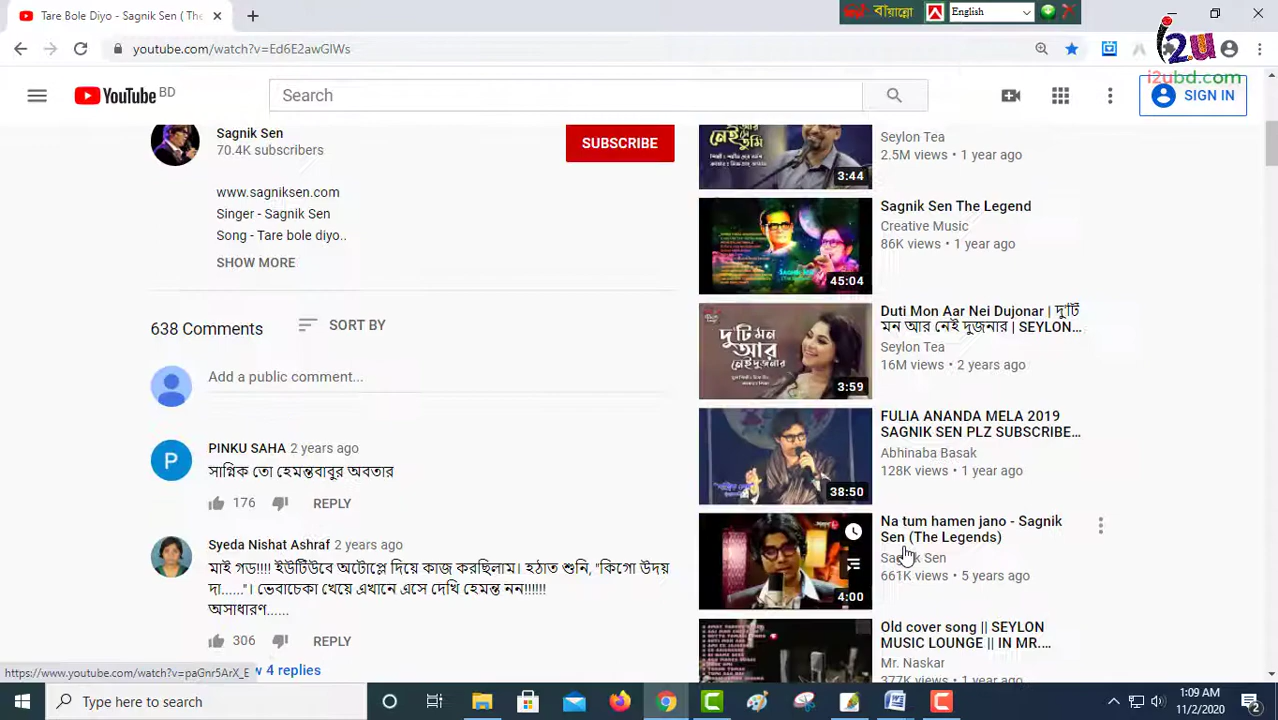 Tare Bole Diyo - Sagnik Sen ( The
বায়ান্নো
English
youtube.com/watch?v=Ed6E2awGlWs
i2u
i2ubd.com
YouTube BD
Search
SIGN IN
Sagnik Sen
70.4K subscribers
SUBSCRIBE
www.sagniksen.com
Singer - Sagnik Sen
Song - Tare bole diyo
SHOW MORE
638 Comments
SORT BY
Add a public comment...
PINKU SAHA 2 years ago
সাগ্নিক তো হেমন্তবাবুর অবতার
176 REPLY
Syeda Nishat Ashraf 2 years ago
মাই গড!!!! ইউটিউবে অটোপ্লে দিয়ে কাজ করছিলাম। হঠাত শুনি, "কিগো উদয়
..."। তো চোবা খেয়ে এখানে এসে দেখি হেমন্ত নন!!!!!!
অসাধারণ......
306 REPLY
4 replies
আর সে
নেই তুমি
3:44
Seylon Tea
2.5M views • 1 year ago
45:04
Sagnik Sen The Legend
Creative Music
86K views • 1 year ago
দু'টি মন
আর
নেই দুজনার
3:59
Duti Mon Aar Nei Dujonar | দু'টি
মন আর নেই দুজনার | SEYLON...
Seylon Tea
16M views • 2 years ago
38:50
FULIA ANANDA MELA 2019
SAGNIK SEN PLZ SUBSCRIBE...
Abhinaba Basak
128K views • 1 year ago
4:00
Na tum hamen jano - Sagnik
Sen (The Legends)
Sagnik Sen
661K views • 5 years ago
Old cover song || SEYLON
MUSIC LOUNGE || IN MR....
Mr. Naskar
377K views • 1 year ago
Type here to search
1:09 AM
11/2/2020
2